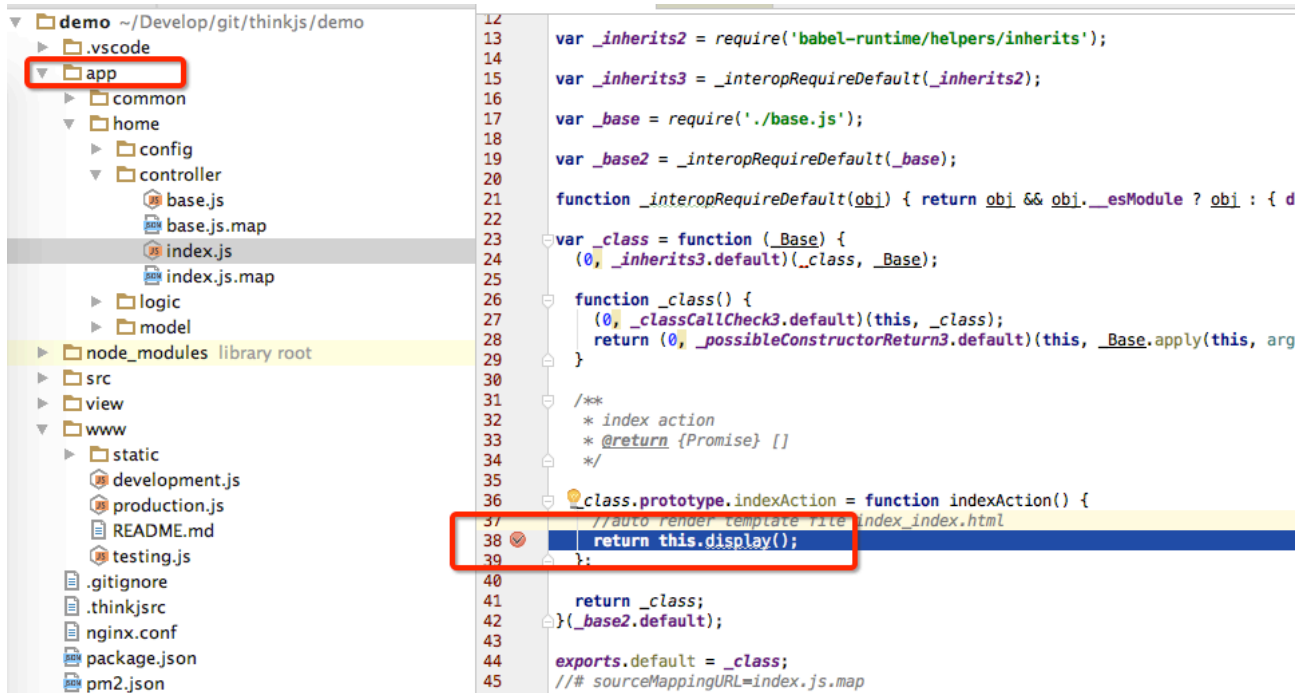 demo ~/Develop/git/thinkjs/demo
.vscode
app
common
home
config
controller
base.js
base.js.map
index.js
index.js.map
logic
model
node_modules library root
src
view
www
static
development.js
production.js
README.md
testing.js
.gitignore
.thinkjsrc
nginx.conf
package.json
pm2.json
12
13 var _inherits2 = require('babel-runtime/helpers/inherits');
14
15 var _inherits3 = _interopRequireDefault(_inherits2);
16
17 var _base = require('./base.js');
18
19 var _base2 = _interopRequireDefault(_base);
20
21 function _interopRequireDefault(obj) { return obj && obj.__esModule ? obj : { d
22
23 var _class = function (_Base) {
24 (0, _inherits3.default)(_class, _Base);
25
26 function _class() {
27 (0, _classCallCheck3.default)(this, _class);
28 return (0, _possibleConstructorReturn3.default)(this, _Base.apply(this, arg
29 }
30
31 /**
32 * index action
33 * @return {Promise} []
34 */
35
36 _class.prototype.indexAction = function indexAction() {
37 //auto render template file index_index.html
38 return this.display();
39 };
40
41 return _class;
42 }(_base2.default);
43
44 exports.default = _class;
45 //# sourceMappingURL=index.js.map